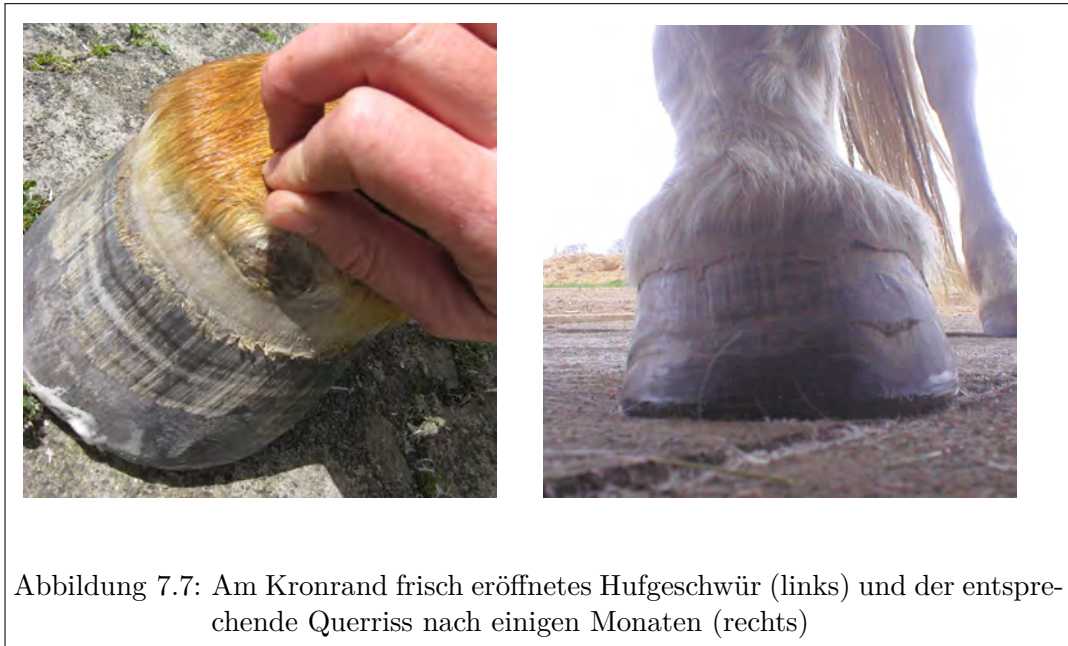 Abbildung 7.7: Am Kronrand frisch eröffnetes Hufgeschwür (links) und der entspre-
chende Querriss nach einigen Monaten (rechts)